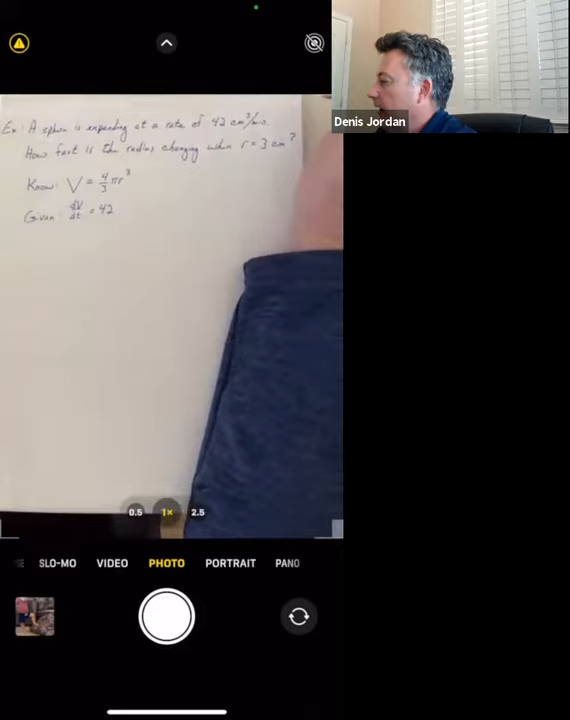 Ex: A sphere is expanding at a rate of 42 cm³/min.
How fast is the radius changing when r = 3 cm?
Know: V = 4/3 πr³
Given: dV/dt = 42
Denis Jordan
0.5 1× 2.5
SLO-MO VIDEO PHOTO PORTRAIT PANO